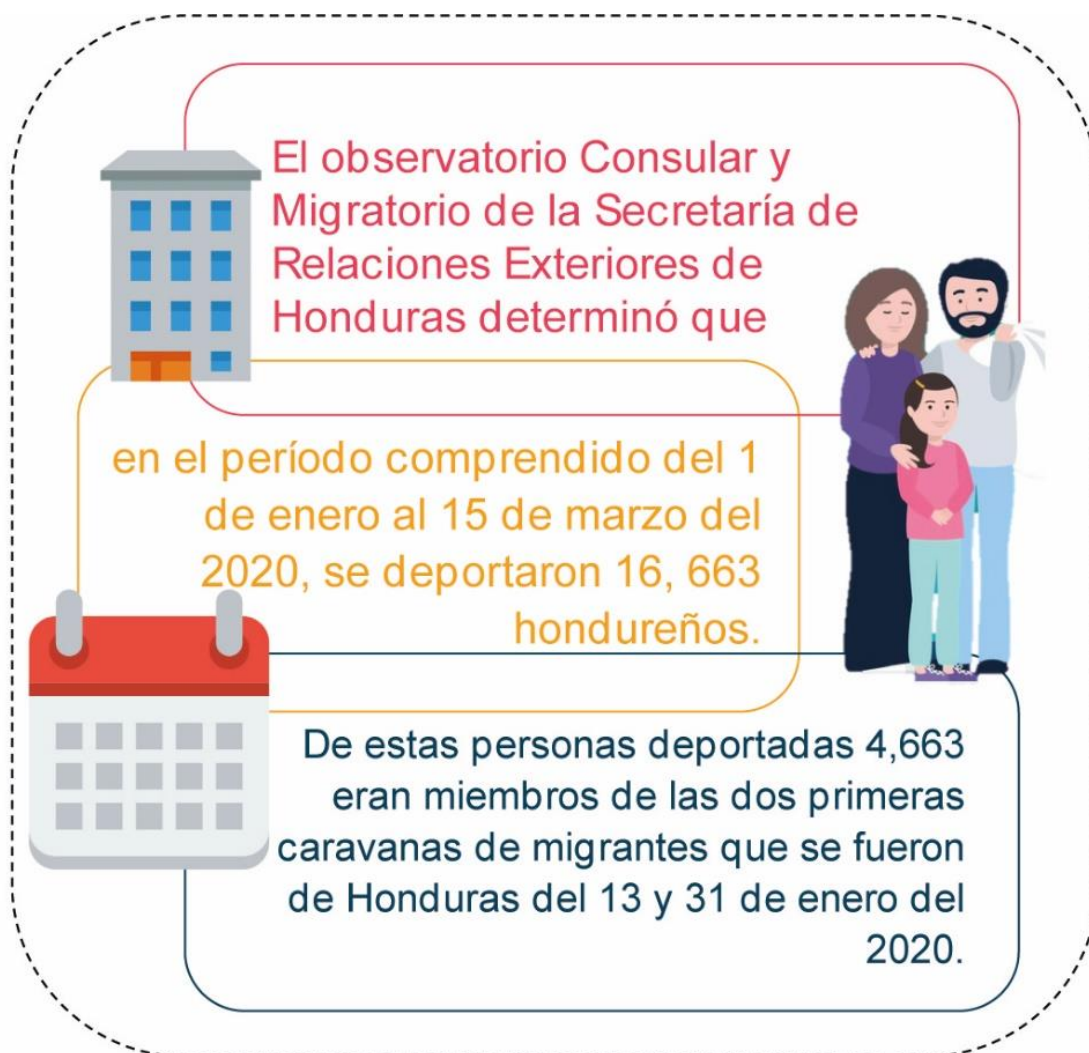 El observatorio Consular y
Migratorio de la Secretaría de
Relaciones Exteriores de
Honduras determinó que
en el período comprendido del 1
de enero al 15 de marzo del
2020, se deportaron 16, 663
hondureños.
De estas personas deportadas 4,663
eran miembros de las dos primeras
caravanas de migrantes que se fueron
de Honduras del 13 y 31 de enero del
2020.